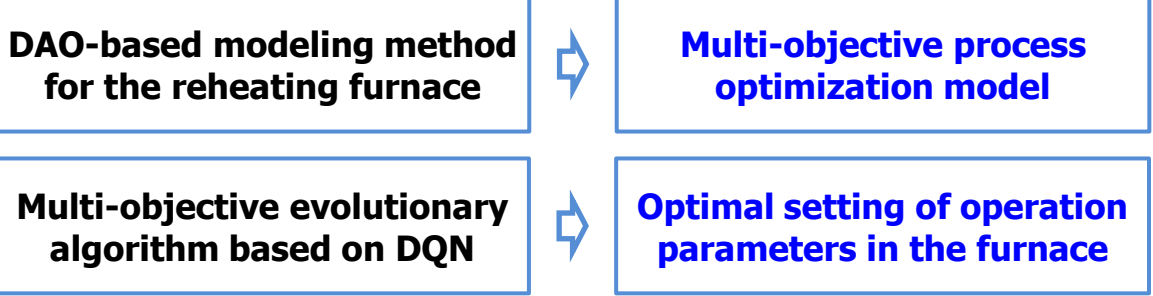 DAO-based modeling method
for the reheating furnace
Multi-objective process
optimization model
Multi-objective evolutionary
algorithm based on DQN
Optimal setting of operation
parameters in the furnace